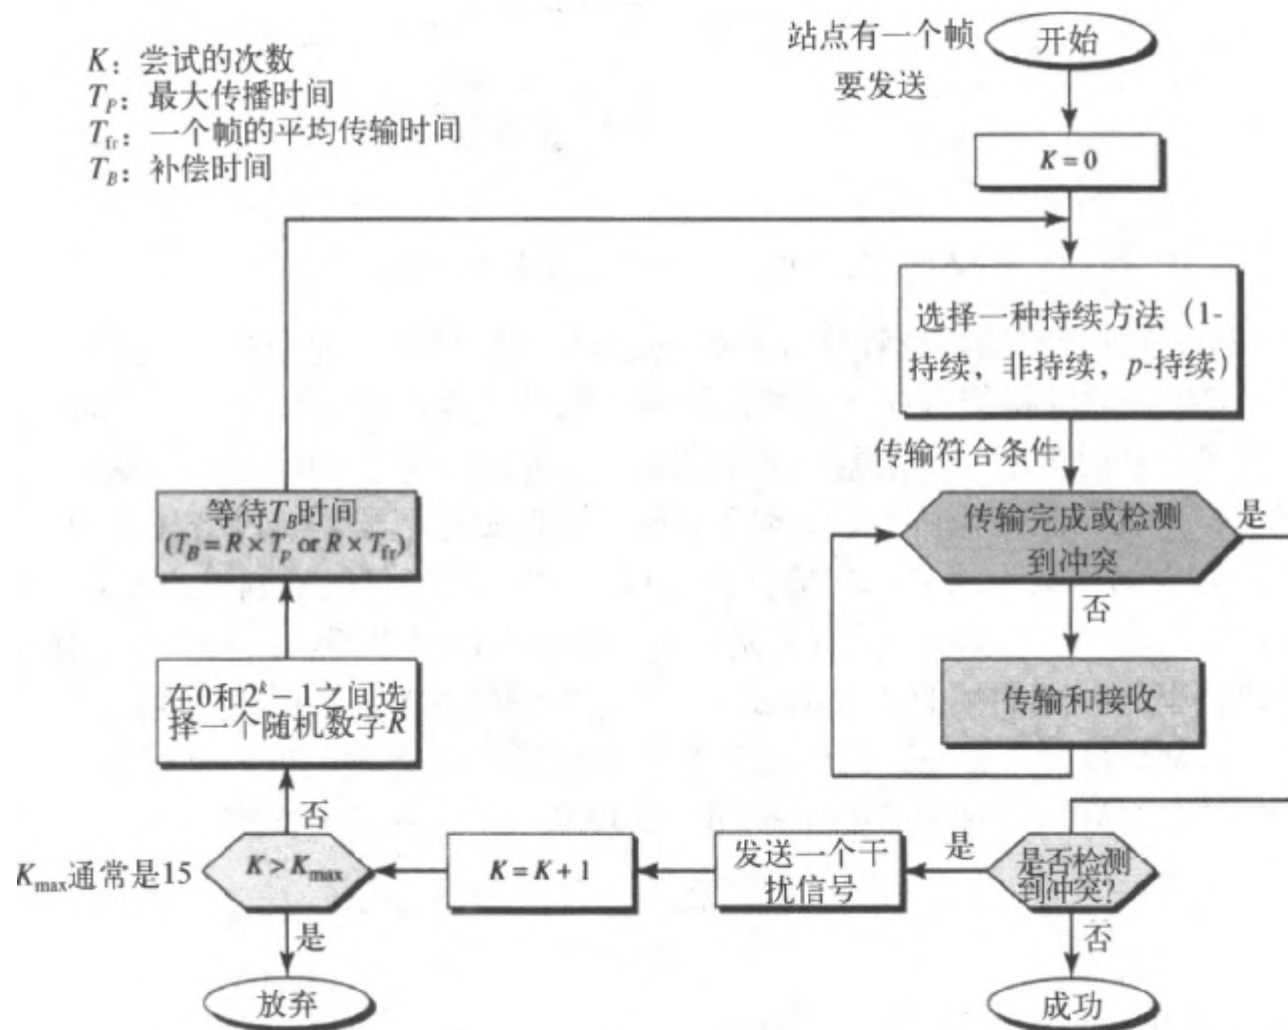 K：尝试的次数
T_P：最大传播时间
T_fr：一个帧的平均传输时间
T_B：补偿时间
站点有一个帧
要发送
开始
K = 0
选择一种持续方法（1-
持续，非持续，p-持续）
传输符合条件
传输完成或检测
到冲突
是
否
传输和接收
是否检测
到冲突？
是
否
成功
发送一个干
扰信号
K = K + 1
K > K_max
K_max通常是15
是
放弃
否
在0和2^k − 1之间选
择一个随机数字R
等待T_B时间
(T_B = R × T_p or R × T_fr)